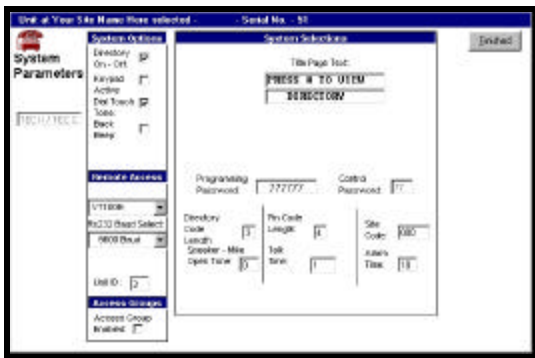 Unit at Your Site Name Here selected - - Serial No. - 51
System Parameters
System Options
Directory On - Off:
Keypad Active
Dial Touch Tone:
Back Beep:
Remote Access
RS232 Baud Select:
9600 Baud
Unit ID:
Access Groups
Access Group Enabled:
System Selections
Title Page Text:
PRESS # TO VIEW
DIRECTORY
Programming Password:
777777
Control Password:
Directory Code Length
3
Pin Code Length:
4
Site Code:
000
Speaker - Mike Open Time:
0
Talk Time:
1
Alarm Time:
10
Finished